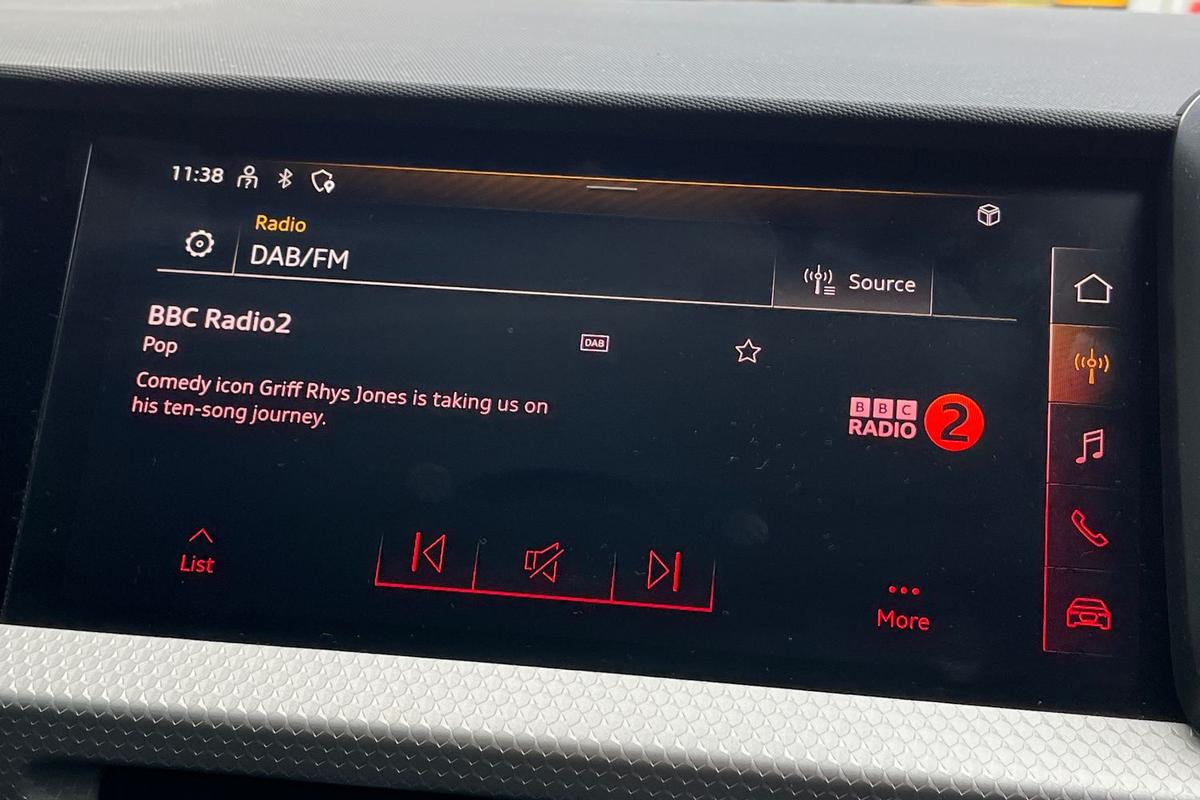 11:38
Radio
DAB/FM
Source
BBC Radio2
Pop
DAB
Comedy icon Griff Rhys Jones is taking us on
his ten-song journey.
BBC
RADIO 2
List
More